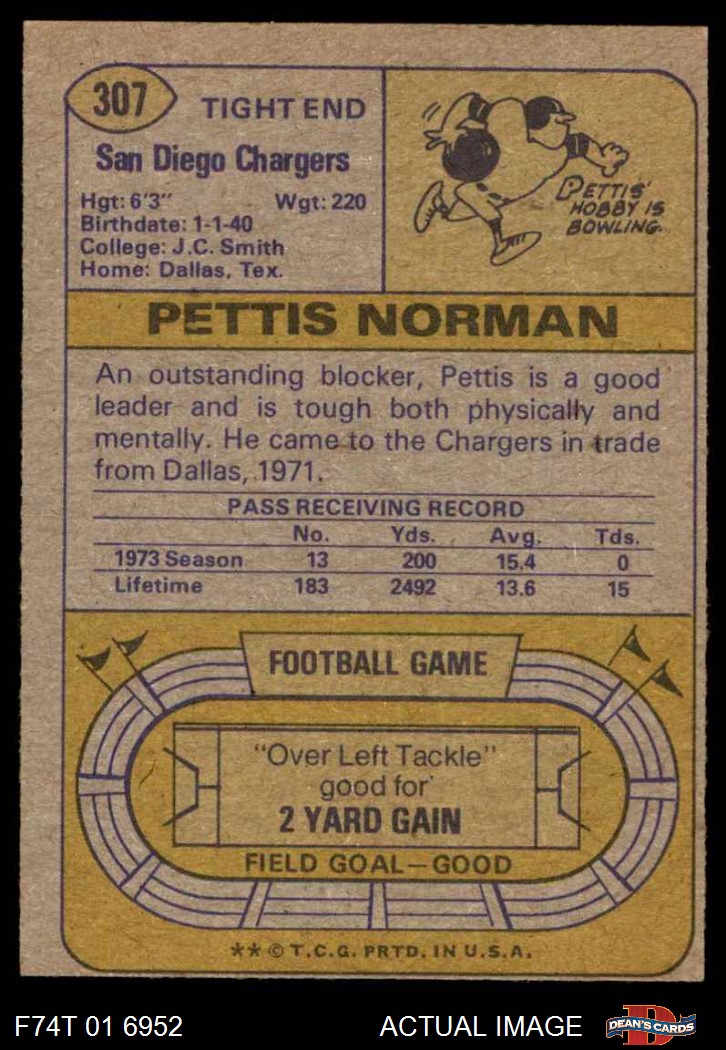 307
TIGHT END
San Diego Chargers
Hgt: 6'3" Wgt: 220
Birthdate: 1-1-40
College: J.C. Smith
Home: Dallas, Tex.
PETTIS'
HOBBY IS
BOWLING.
PETTIS NORMAN
An outstanding blocker, Pettis is a good
leader and is tough both physically and
mentally. He came to the Chargers in trade
from Dallas, 1971.
PASS RECEIVING RECORD
No. Yds. Avg. Tds.
1973 Season 13 200 15.4 0
Lifetime 183 2492 13.6 15
FOOTBALL GAME
"Over Left Tackle"
good for
2 YARD GAIN
FIELD GOAL—GOOD
** © T.C.G. PRTD. IN U.S.A.
F74T 01 6952 ACTUAL IMAGE
D
DEAN'S CARDS